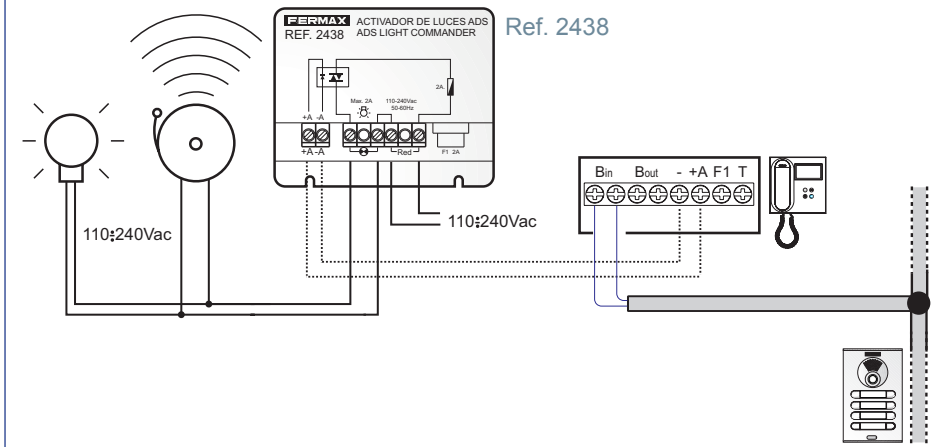 FERMAX ACTIVADOR DE LUCES ADS
REF. 2438 ADS LIGHT COMMANDER
Ref. 2438
2A.
Max. 2A 110-240Vac
50-60Hz
+A -A
+A -A Red F1 2A
110÷240Vac
110÷240Vac
Bin Bout - +A F1 T